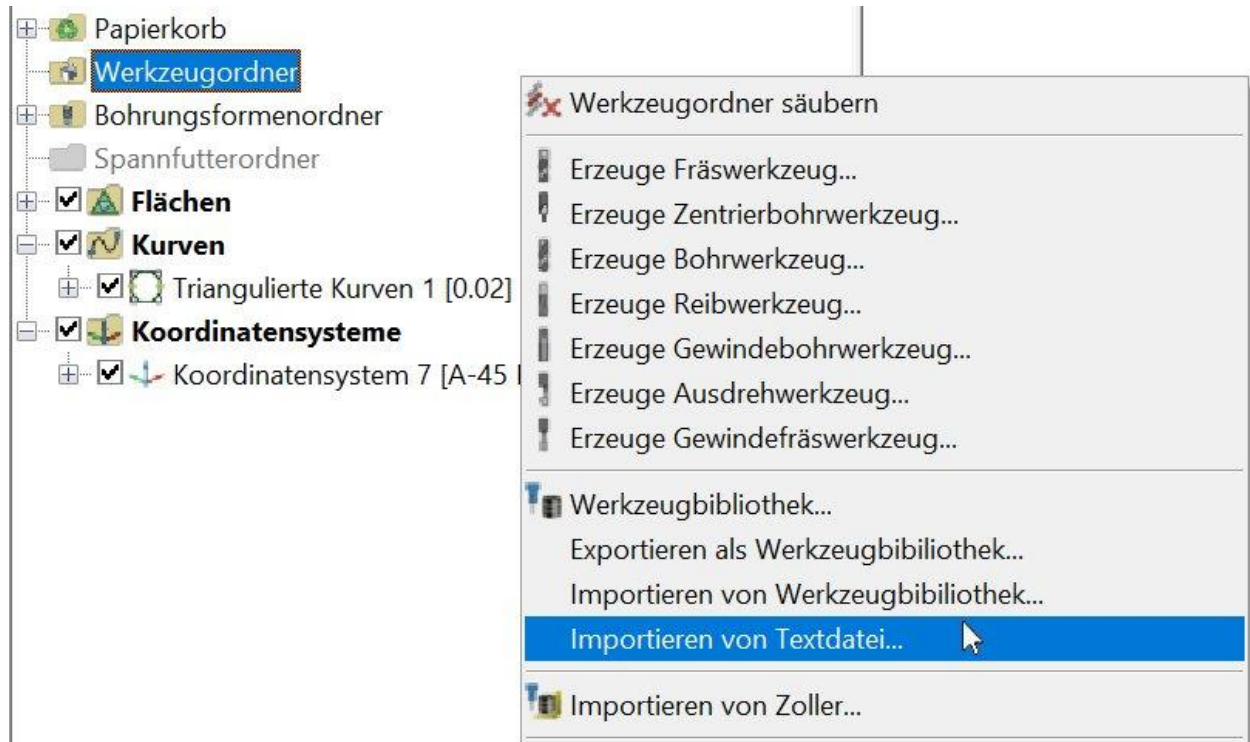 Papierkorb
Werkzeugordner
Bohrungsformenordner
Spannfutterordner
Flächen
Kurven
Triangulierte Kurven 1 [0.02]
Koordinatensysteme
Koordinatensystem 7 [A-45
Werkzeugordner säubern
Erzeuge Fräswerkzeug...
Erzeuge Zentrierbohrwerkzeug...
Erzeuge Bohrwerkzeug...
Erzeuge Reibwerkzeug...
Erzeuge Gewindebohrwerkzeug...
Erzeuge Ausdrehwerkzeug...
Erzeuge Gewindefräswerkzeug...
Werkzeugbibliothek...
Exportieren als Werkzeugbibiliothek...
Importieren von Werkzeugbibiliothek...
Importieren von Textdatei...
Importieren von Zoller...